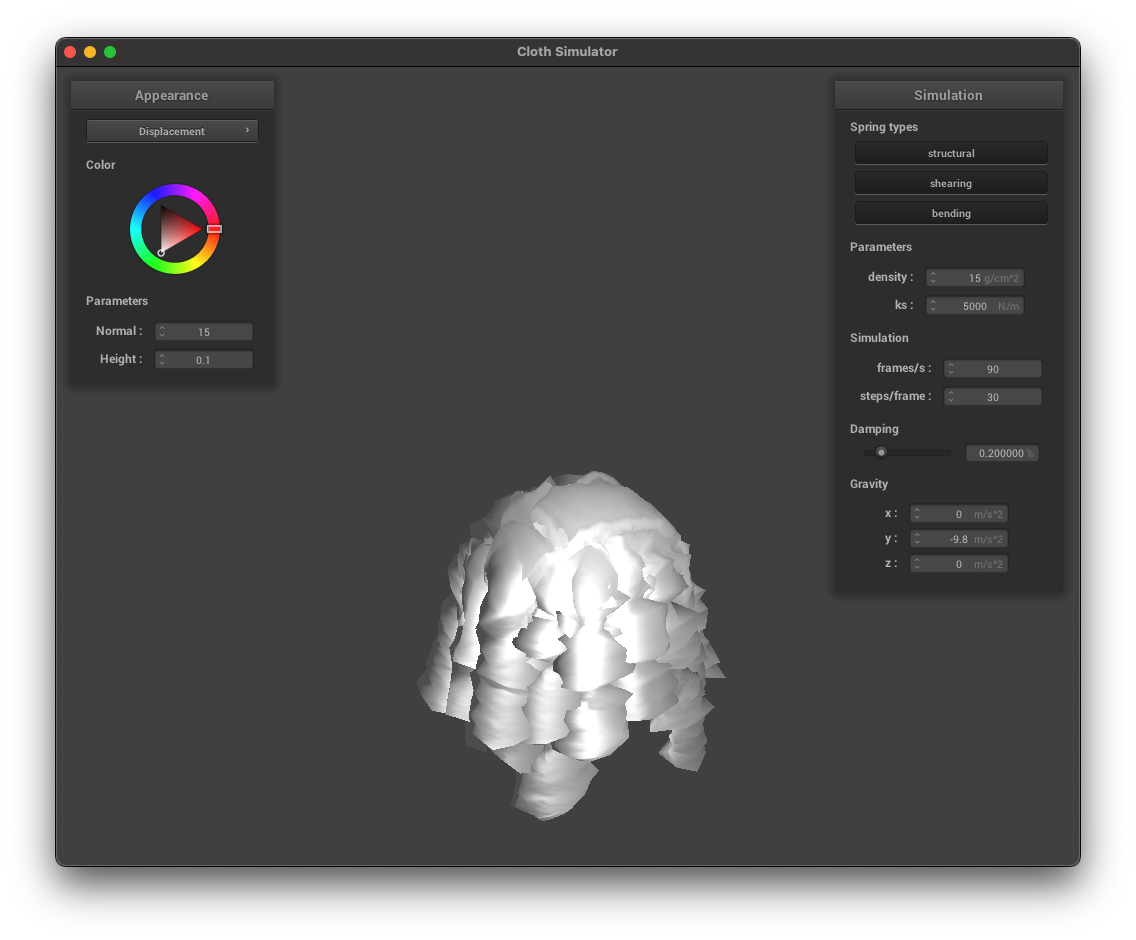 Cloth Simulator
Appearance
Displacement ›
Color
Parameters
Normal : 15
Height : 0.1
Simulation
Spring types
structural
shearing
bending
Parameters
density : 15 g/cm^2
ks : 5000 N/m
Simulation
frames/s : 90
steps/frame : 30
Damping
0.200000 %
Gravity
x : 0 m/s^2
y : -9.8 m/s^2
z : 0 m/s^2